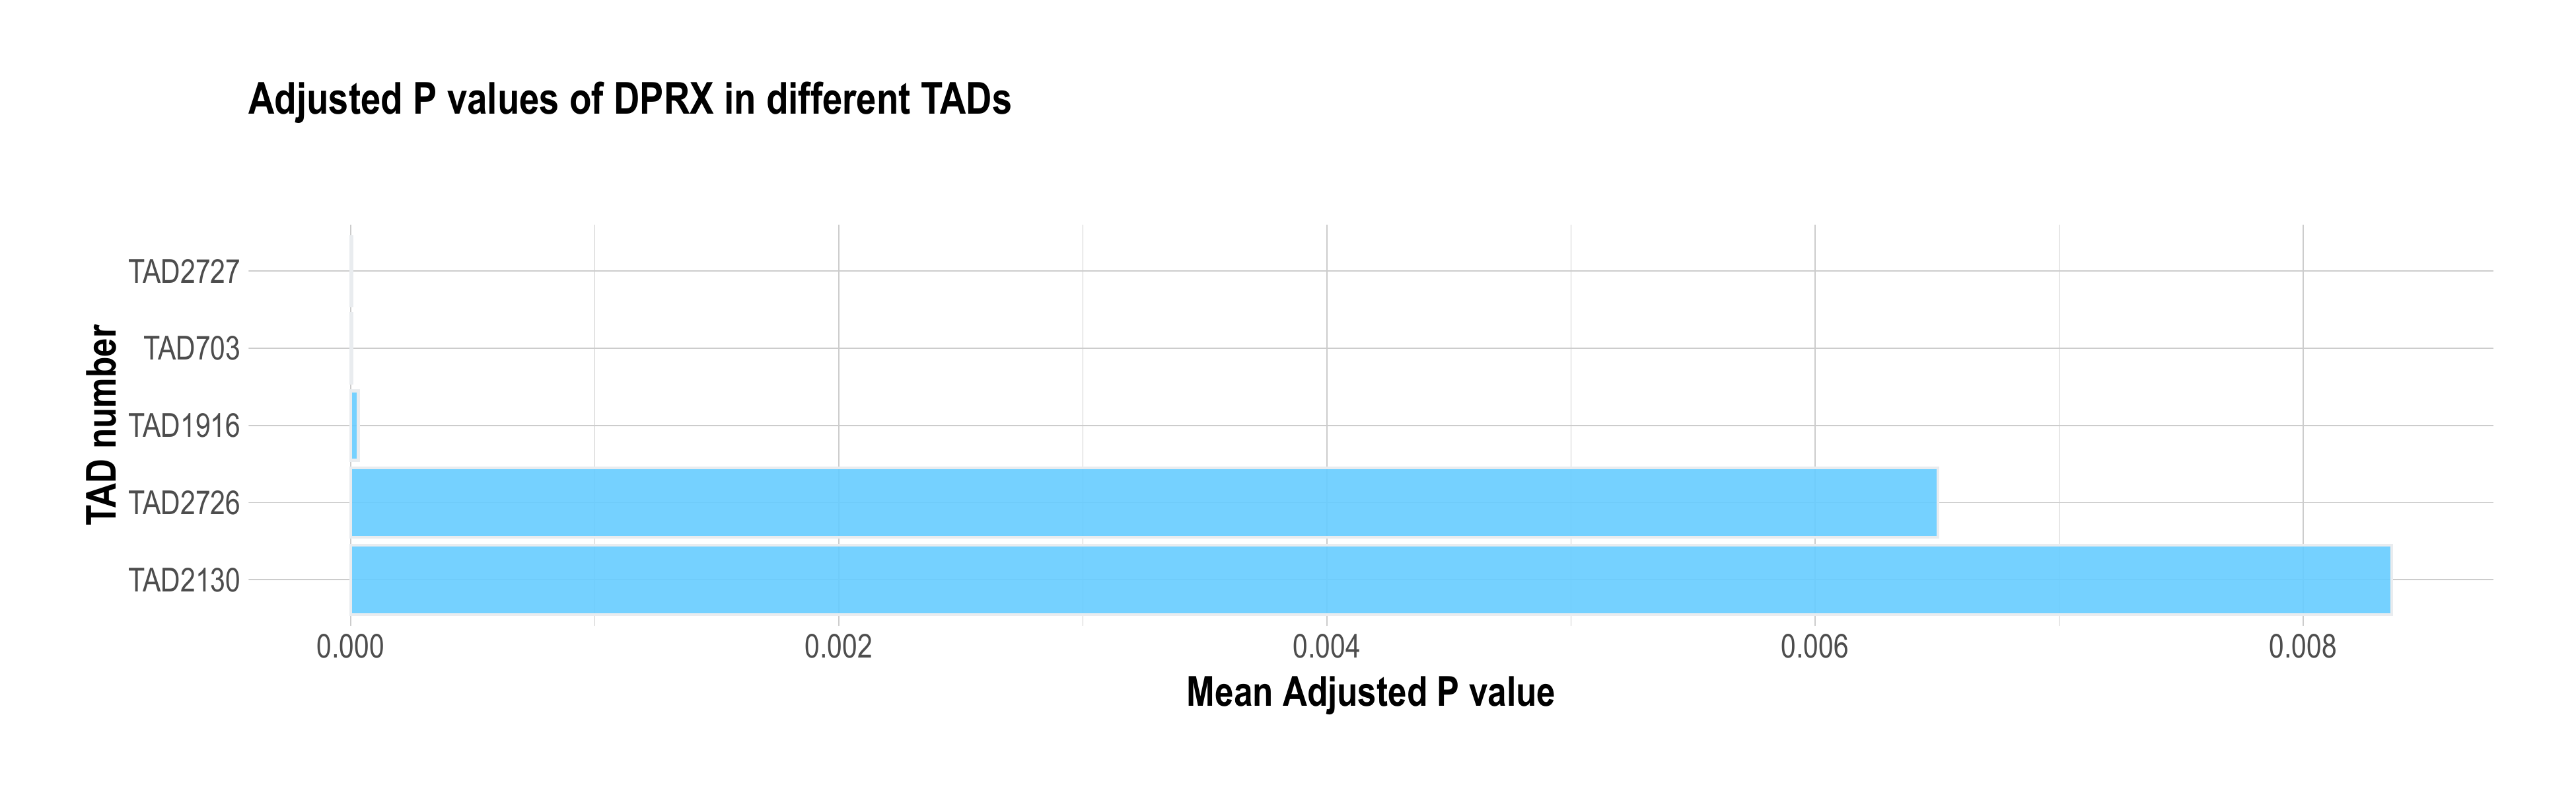 Adjusted P values of DPRX in different TADs
TAD number
TAD2727
TAD703
TAD1916
TAD2726
TAD2130
0.000 0.002 0.004 0.006 0.008
Mean Adjusted P value